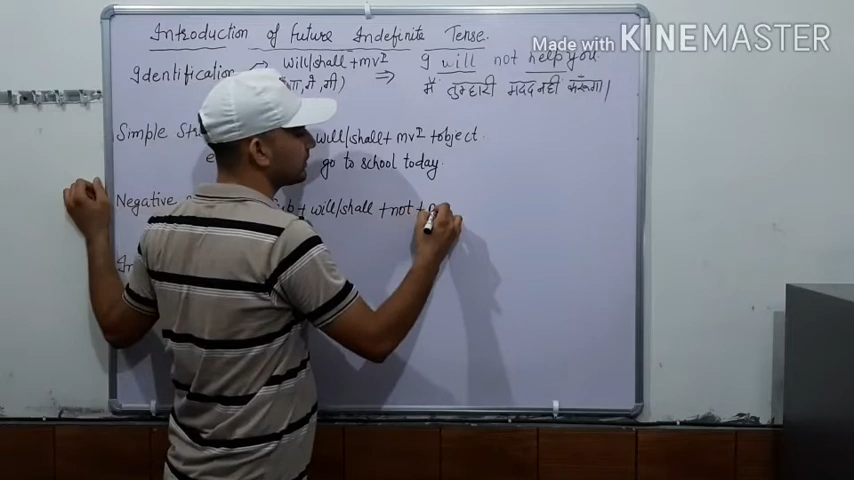 Introduction of Future Indefinite Tense.
Made with KINEMASTER
Identification will/shall + mv² ⇒ I will not help you.
गा, गे, गी) मैं तुम्हारी मदद नहीं करूँगा।
Simple will/shall + mv² + object
go to school today.
Negative Sub + will/shall + not +